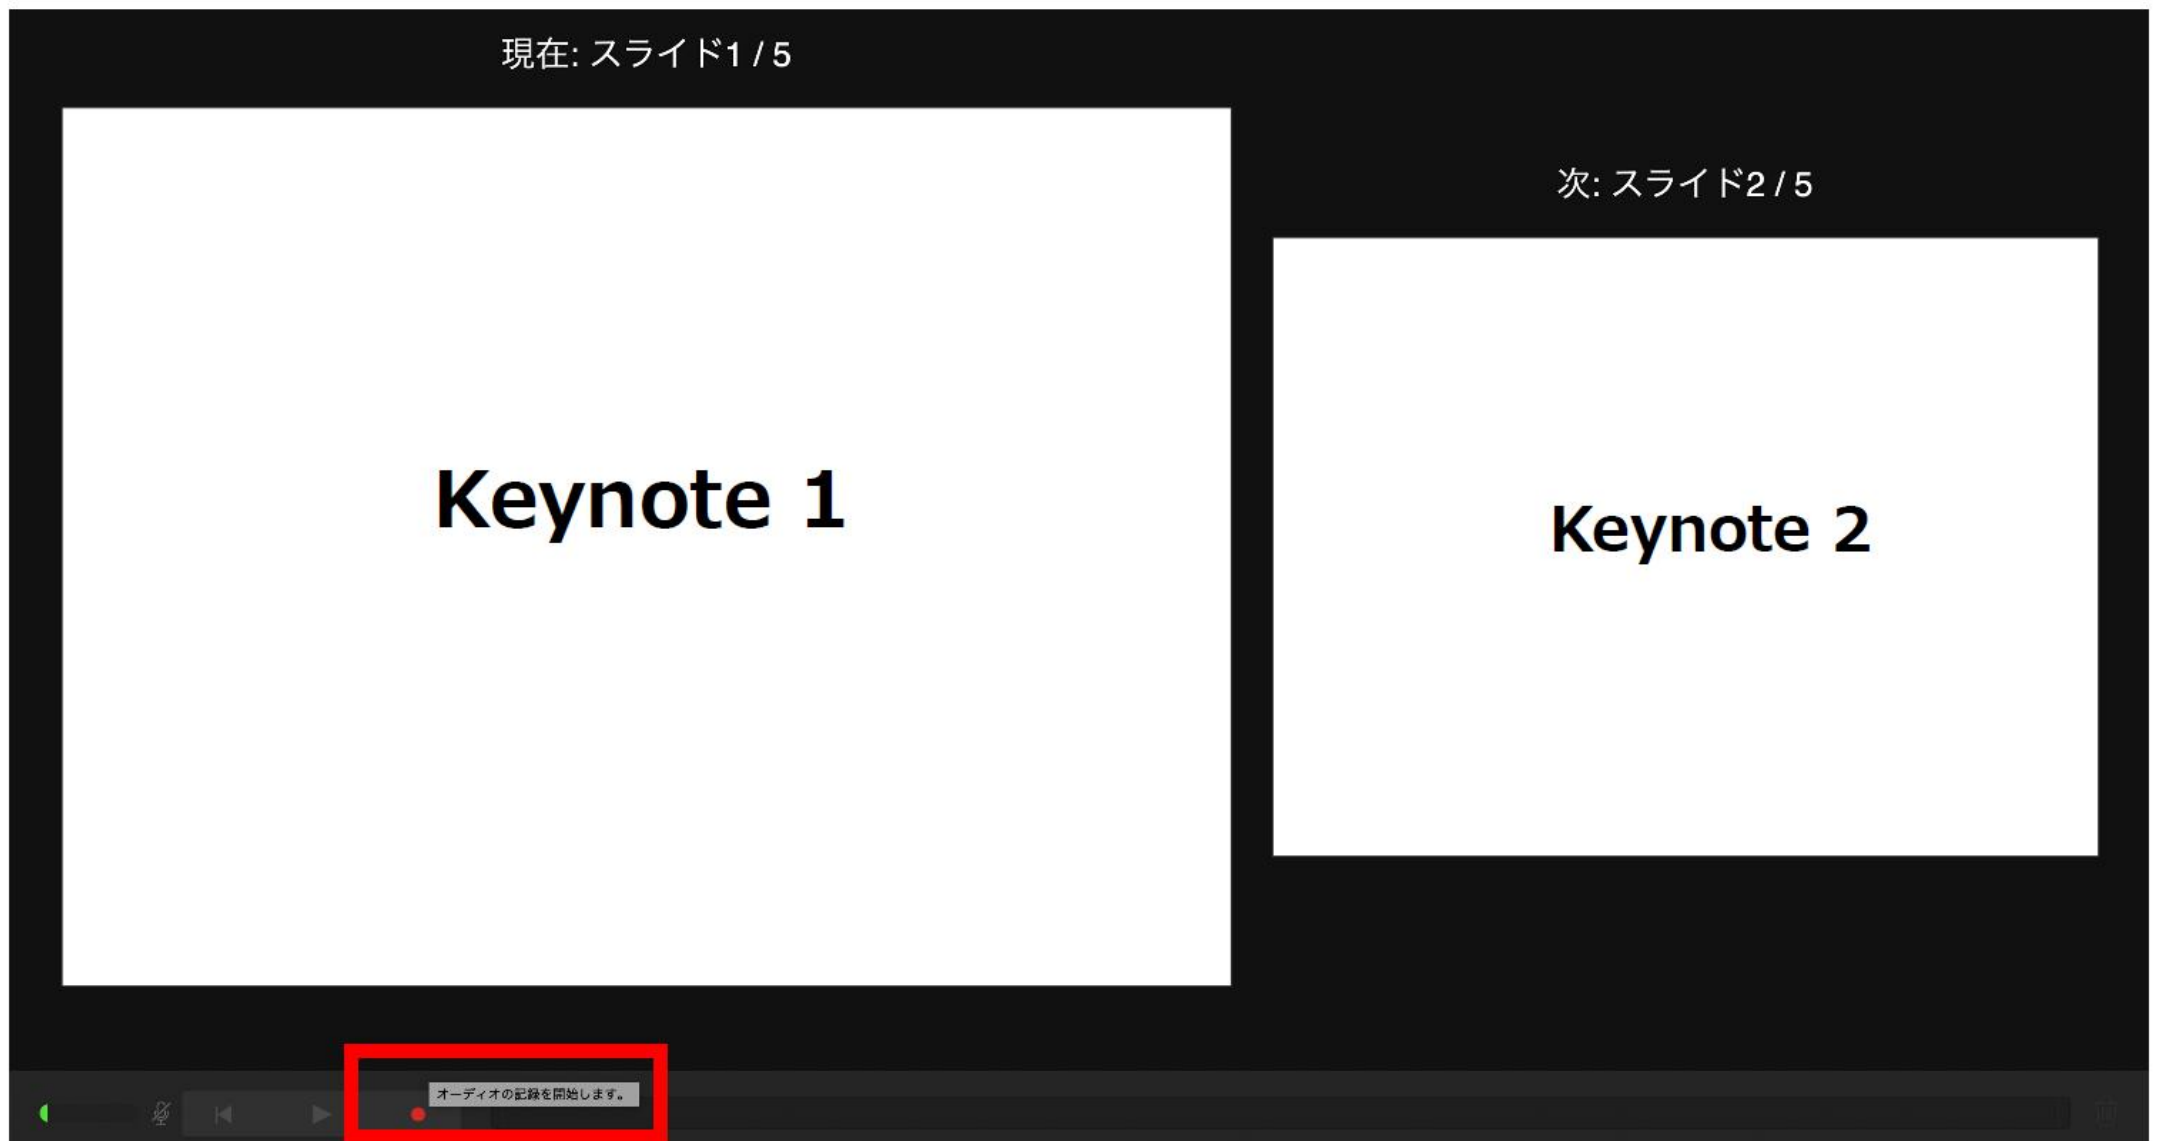 現在: スライド1 / 5
次: スライド2 / 5
Keynote 1
Keynote 2
オーディオの記録を開始します。